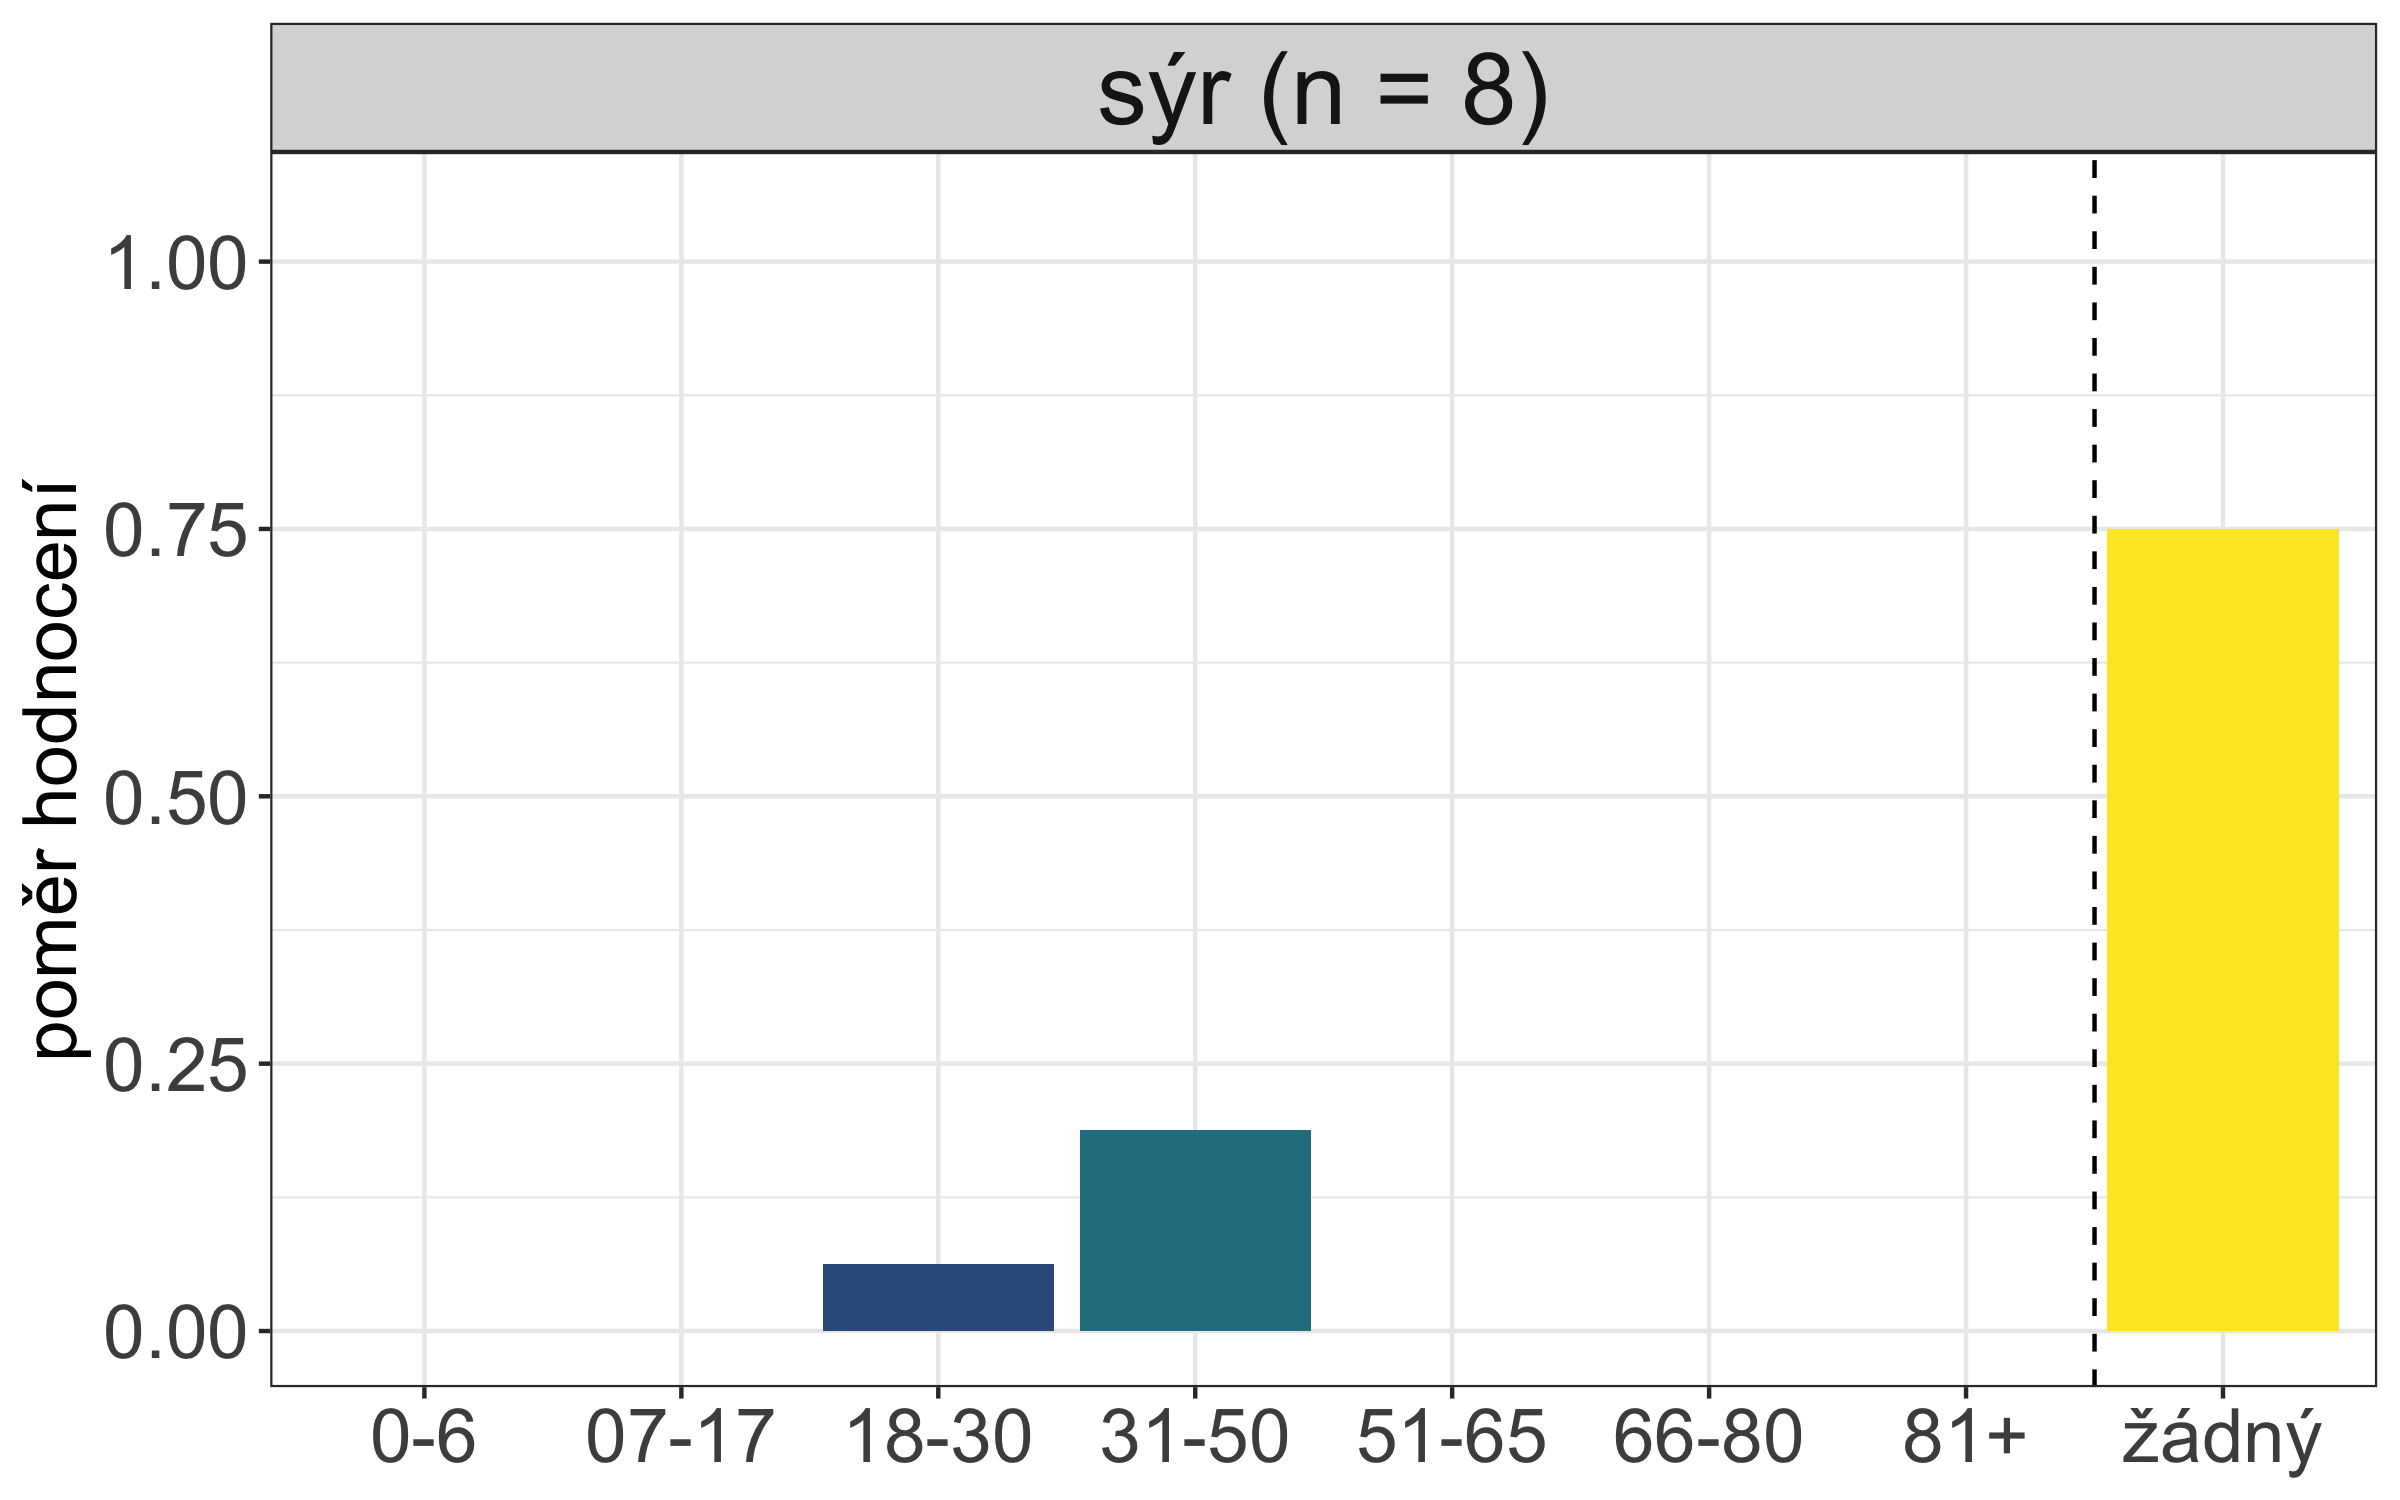 sýr (n = 8)
poměr hodnocení
1.00
0.75
0.50
0.25
0.00
0-6 07-17 18-30 31-50 51-65 66-80 81+ žádný